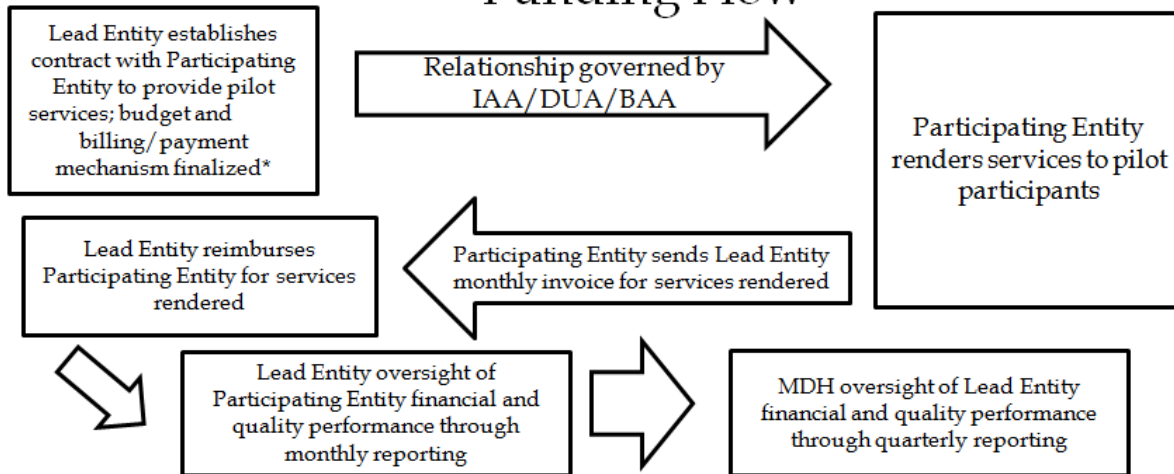 Funding Flow
Lead Entity establishes
contract with Participating
Entity to provide pilot
services; budget and
billing/payment
mechanism finalized*
Relationship governed by
IAA/DUA/BAA
Participating Entity
renders services to pilot
participants
Participating Entity sends Lead Entity
monthly invoice for services rendered
Lead Entity reimburses
Participating Entity for services
rendered
Lead Entity oversight of
Participating Entity financial and
quality performance through
monthly reporting
MDH oversight of Lead Entity
financial and quality performance
through quarterly reporting